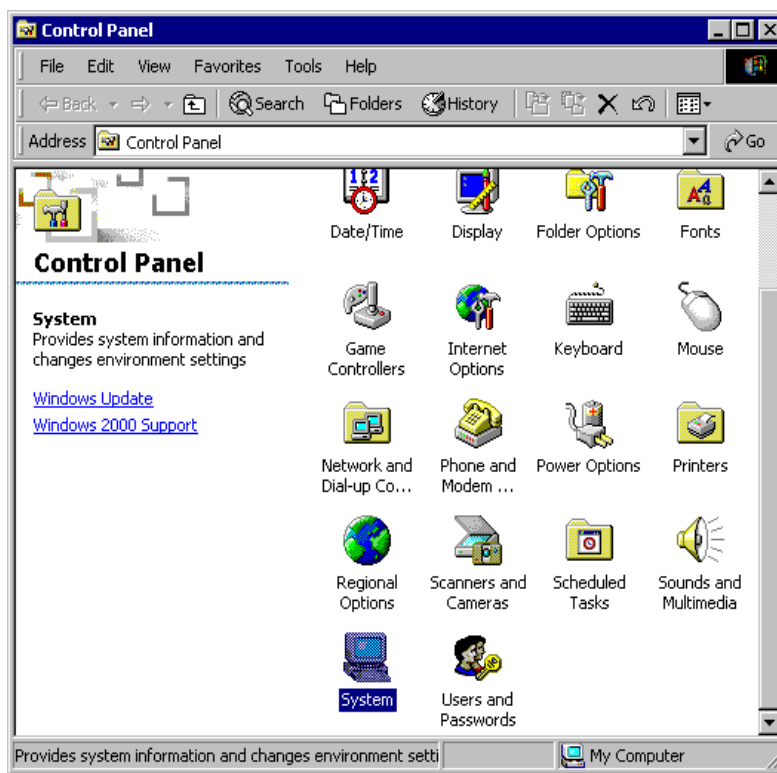 Control Panel
File Edit View Favorites Tools Help
Back Search Folders History
Address Control Panel Go
Control Panel
System
Provides system information and
changes environment settings
Windows Update
Windows 2000 Support
Date/Time Display Folder Options Fonts
Game Internet Keyboard Mouse
Controllers Options
Network and Phone and Power Options Printers
Dial-up Co... Modem ...
Regional Scanners and Scheduled Sounds and
Options Cameras Tasks Multimedia
System Users and
Passwords
Provides system information and changes environment setti My Computer